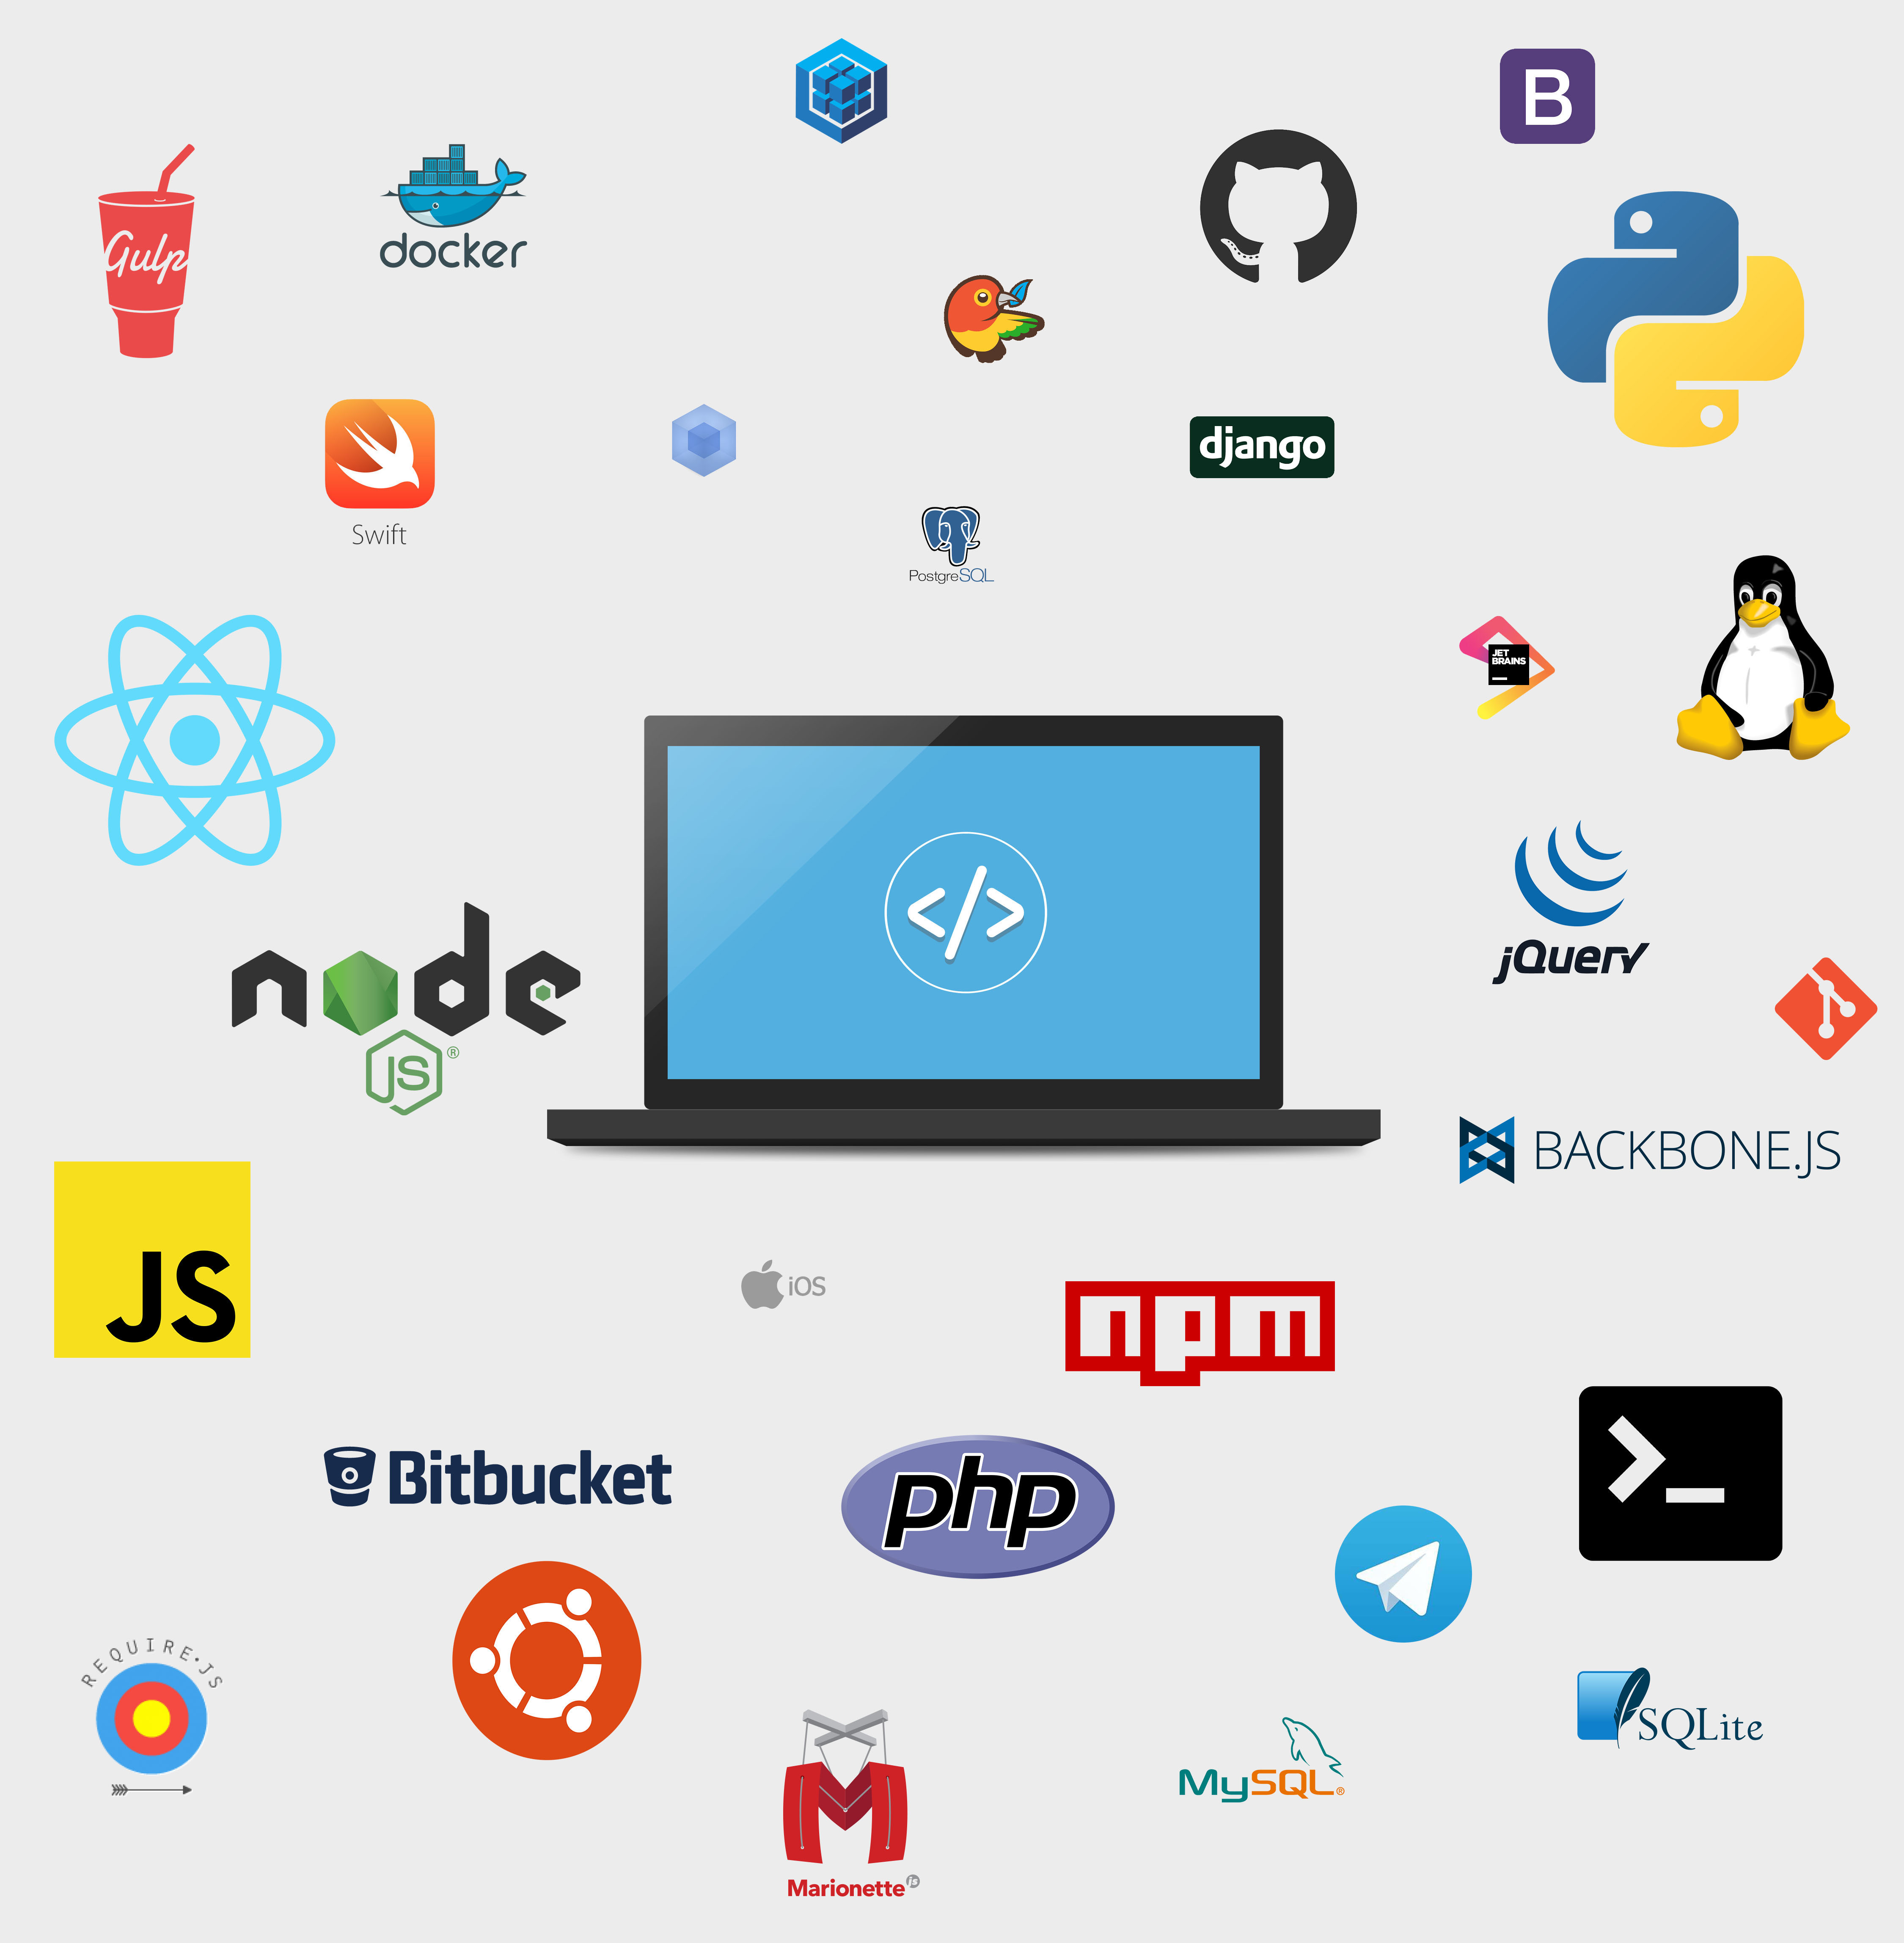 B
Gulp
docker
django
Swift
PostgreSQL
JET
BRAINS
</>
jQuery
node
JS®
BACKBONE.JS
JS
iOS
npm
Bitbucket
php
>_
REQUIRE.JS
SQLite
MySQL®
Marionette js